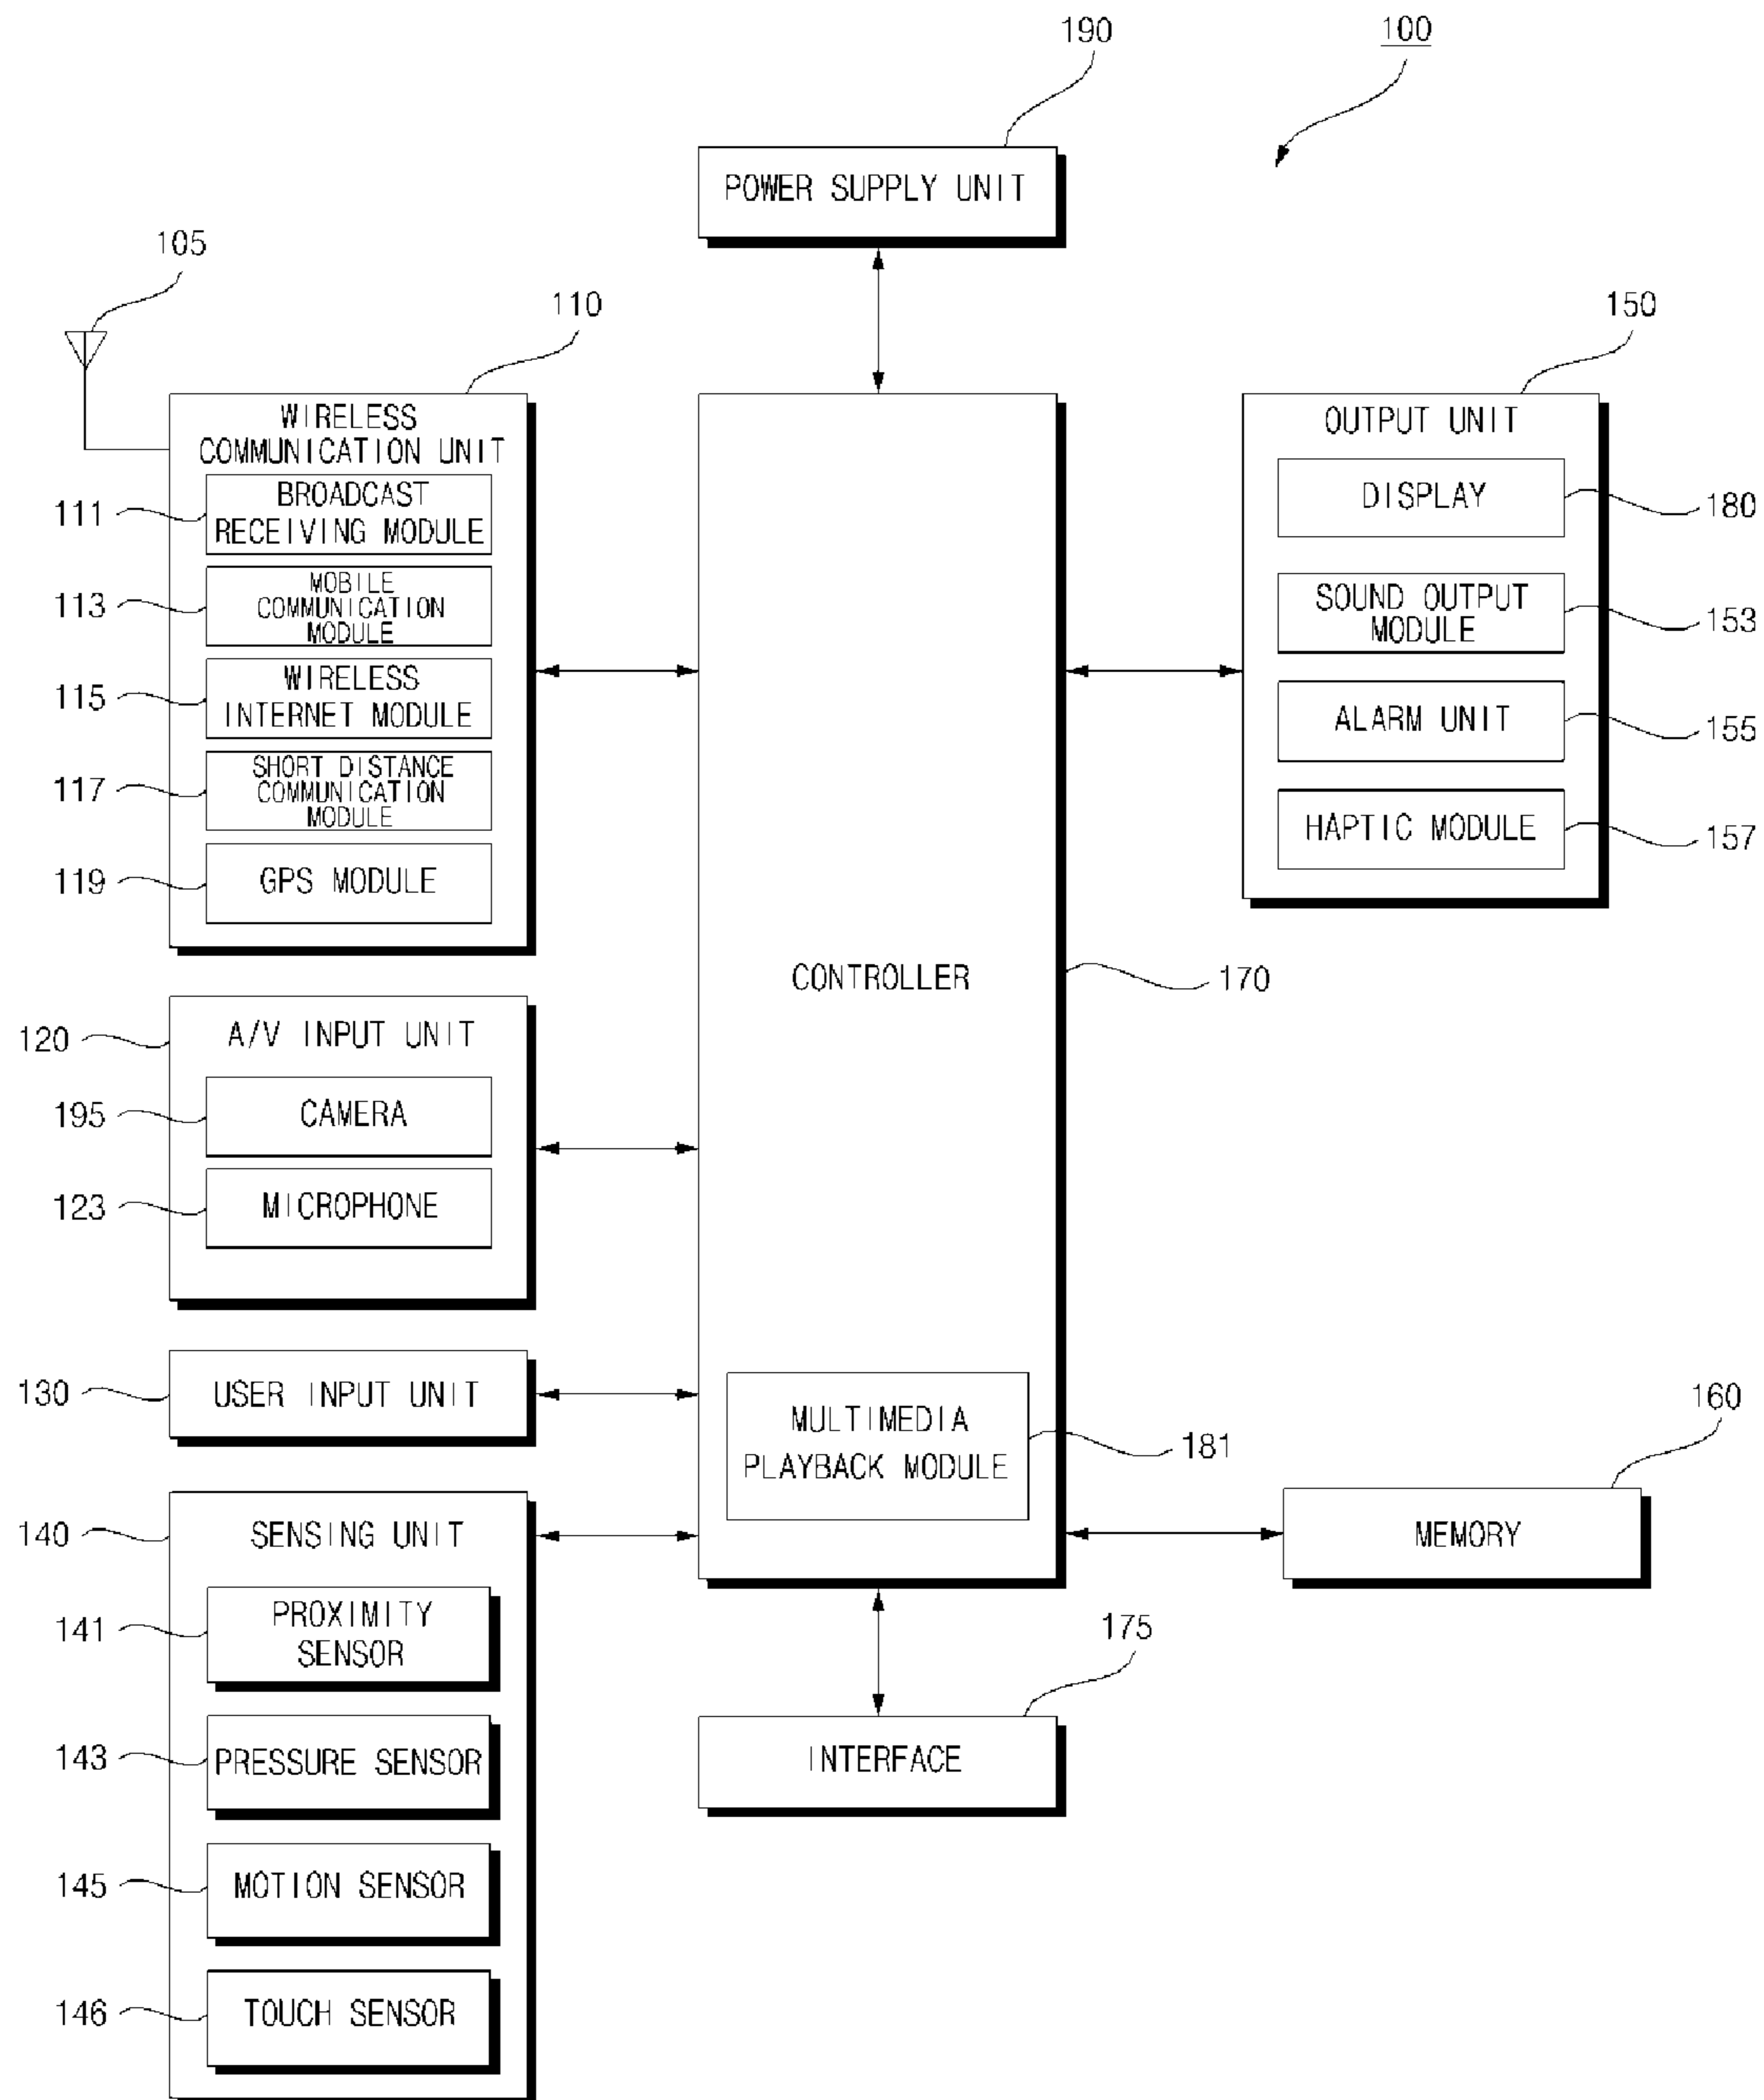 190
100
POWER SUPPLY UNIT
105
110
150
WIRELESS
COMMUNICATION UNIT
111
BROADCAST
RECEIVING MODULE
113
MOBILE
COMMUNICATION
MODULE
115
WIRELESS
INTERNET MODULE
117
SHORT DISTANCE
COMMUNICATION
MODULE
119
GPS MODULE
OUTPUT UNIT
DISPLAY
180
SOUND OUTPUT
MODULE
153
ALARM UNIT
155
HAPTIC MODULE
157
CONTROLLER
170
120
A/V INPUT UNIT
195
CAMERA
123
MICROPHONE
130
USER INPUT UNIT
MULTIMEDIA
PLAYBACK MODULE
181
160
MEMORY
140
SENSING UNIT
141
PROXIMITY
SENSOR
143
PRESSURE SENSOR
145
MOTION SENSOR
146
TOUCH SENSOR
175
INTERFACE